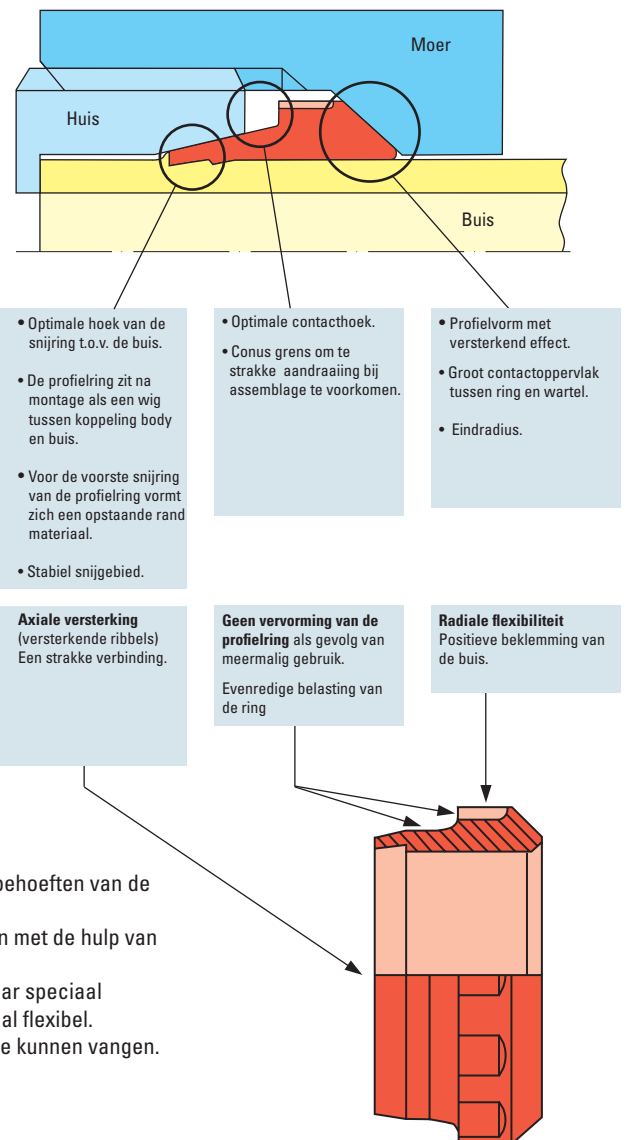 Moer
Huis
Buis
• Optimale hoek van de
snijring t.o.v. de buis.
• De profielring zit na
montage als een wig
tussen koppeling body
en buis.
• Voor de voorste snijring
van de profielring vormt
zich een opstaande rand
materiaal.
• Stabiel snijgebied.
• Optimale contacthoek.
• Conus grens om te
strakke aandraaiing bij
assemblage te voorkomen.
• Profielvorm met
versterkend effect.
• Groot contactoppervlak
tussen ring en wartel.
• Eindradius.
Axiale versterking
(versterkende ribbels)
Een strakke verbinding.
Geen vervorming van de
profielring als gevolg van
meermalig gebruik.
Evenredige belasting van
de ring
Radiale flexibiliteit
Positieve beklemming van
de buis.
behoeften van de
n met de hulp van
ar speciaal
al flexibel.
e kunnen vangen.